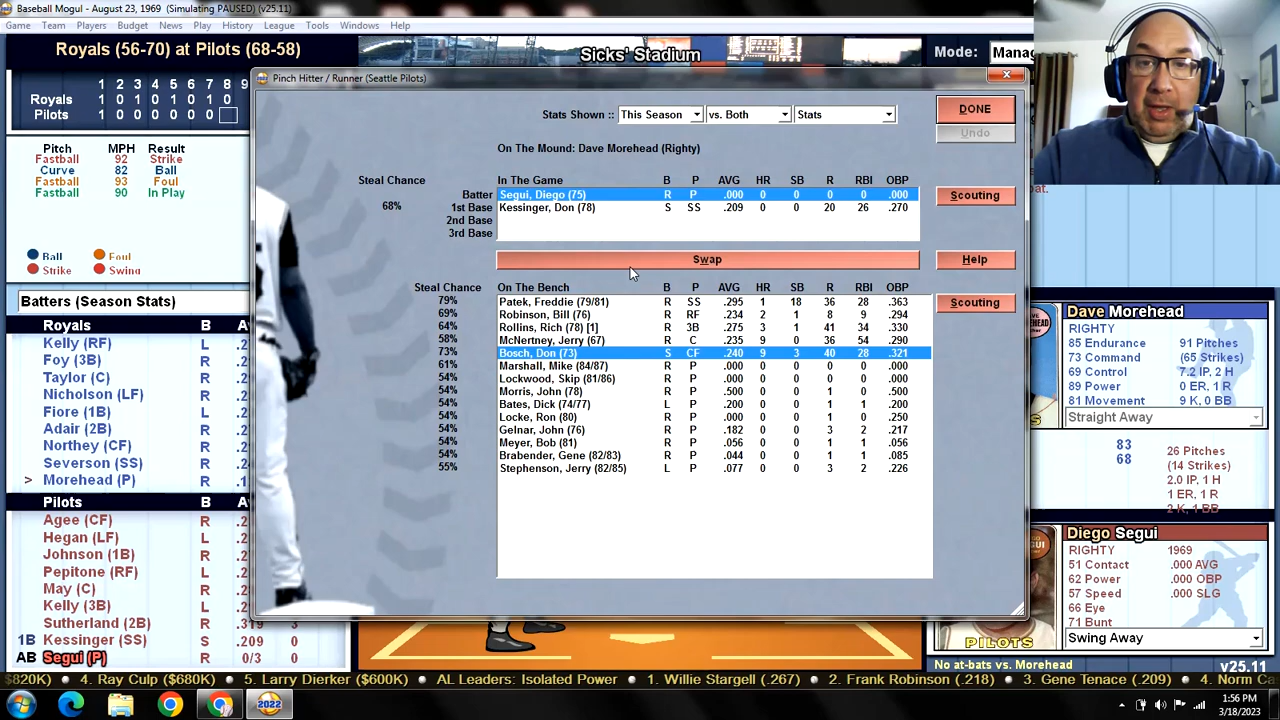 Baseball Mogul - August 23, 1969 (Simulating PAUSED) (v25.11)
Game Team Players Budget News Play History League Tools Windows Help
Royals (56-70) at Pilots (68-58)
Sicks' Stadium
Mode:
1 2 3 4 5 6 7 8
Royals 1 0 1 0 1 0 1 0
Pilots 1 0 0 0 0 0 0
Pitch MPH Result
Fastball 92 Strike
Curve 82 Ball
Fastball 93 Foul
Fastball 90 In Play
Ball Foul
Strike Swing
Batters (Season Stats)
Royals B
Kelly (RF) R
Foy (3B) R
Taylor (C) R
Nicholson (LF) R
Fiore (1B) L
Adair (2B) R
Northey (CF) L
Severson (SS) R
> Morehead (P) R
Pilots B
Agee (CF) R
Hegan (LF) L
Johnson (1B) R
Pepitone (RF) L
May (C) R
Kelly (3B) L
Sutherland (2B) R .319 3
1B Kessinger (SS) S .209 0
AB Segui (P) R 0/3 0
Pinch Hitter / Runner (Seattle Pilots)
Stats Shown :: This Season vs. Both Stats
DONE
Undo
On The Mound: Dave Morehead (Righty)
Steal Chance In The Game B P AVG HR SB R RBI OBP
Batter Segui, Diego (75) R P .000 0 0 0 0 .000
68% 1st Base Kessinger, Don (78) S SS .209 0 0 20 26 .270
2nd Base
3rd Base
Scouting
Swap
Help
Steal Chance On The Bench B P AVG HR SB R RBI OBP
79% Patek, Freddie (79/81) R SS .295 1 18 36 28 .363
69% Robinson, Bill (76) R RF .234 2 1 8 9 .294
64% Rollins, Rich (78) [1] R 3B .275 3 1 41 34 .330
58% McNertney, Jerry (67) R C .235 9 0 36 54 .290
73% Bosch, Don (73) S CF .240 9 3 40 28 .321
61% Marshall, Mike (84/87) R P .000 0 0 0 0 .000
54% Lockwood, Skip (81/86) R P .000 0 0 0 0 .000
54% Morris, John (78) R P .500 0 0 1 0 .500
54% Bates, Dick (74/77) L P .200 0 0 1 1 .200
54% Locke, Ron (80) R P .000 0 0 1 0 .250
54% Gelnar, John (76) R P .182 0 0 3 2 .217
54% Meyer, Bob (81) R P .056 0 0 1 1 .056
54% Brabender, Gene (82/83) R P .044 0 0 1 1 .085
55% Stephenson, Jerry (82/85) L P .077 0 0 3 2 .226
Scouting
Dave Morehead
RIGHTY
85 Endurance 91 Pitches
73 Command (65 Strikes)
69 Control 7.2 IP, 2 H
89 Power 0 ER, 1 R
81 Movement 9 K, 0 BB
Straight Away
83
68
26 Pitches
(14 Strikes)
2.0 IP, 1 H
1 ER, 1 R
2 K, 1 BB
Diego Segui
RIGHTY 1969
51 Contact .000 AVG
62 Power .000 OBP
57 Speed .000 SLG
66 Eye
71 Bunt
PILOTS
Swing Away
No at-bats vs. Morehead
v25.11
$820K) • 4. Ray Culp ($680K) • 5. Larry Dierker ($600K) • AL Leaders: Isolated Power • 1. Willie Stargell (.267) • 2. Frank Robinson (.218) • 3. Gene Tenace (.209) • 4. Norm
2022
1:56 PM
3/18/2023